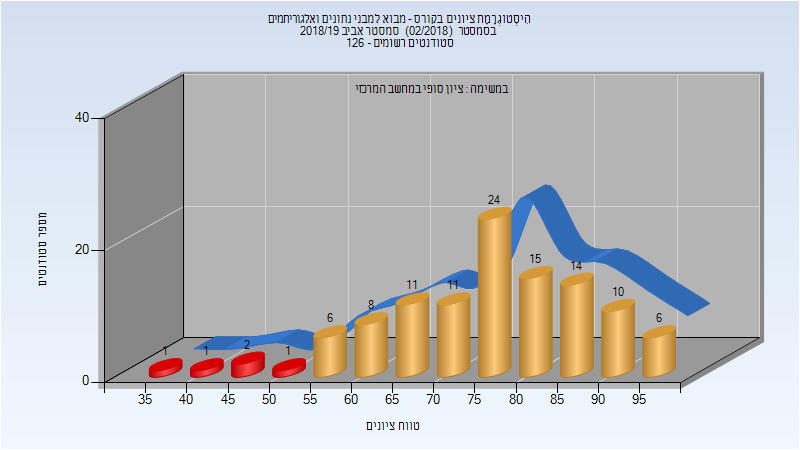 היסטוגרמת ציונים בקורס - מבוא למבני נתונים ואלגוריתמים
בסמסטר (02/2018) סמסטר אביב 2018/19
סטודנטים רשומים - 126
במשימה : ציון סופי במחשב המרכזי
מספר סטודנטים
40
20
0
1
1
2
1
6
8
11
11
24
15
14
10
6
35 40 45 50 55 60 65 70 75 80 85 90 95
טווח ציונים